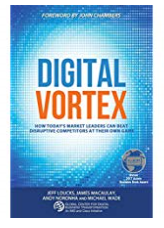 FOREWORD BY JOHN CHAMBERS
DIGITAL
VORTEX
HOW TODAY'S MARKET LEADERS CAN BEAT
DISRUPTIVE COMPETITORS AT THEIR OWN GAME
JEFF LOUCKS, JAMES MACAULAY,
ANDY NORONHA AND MICHAEL WADE